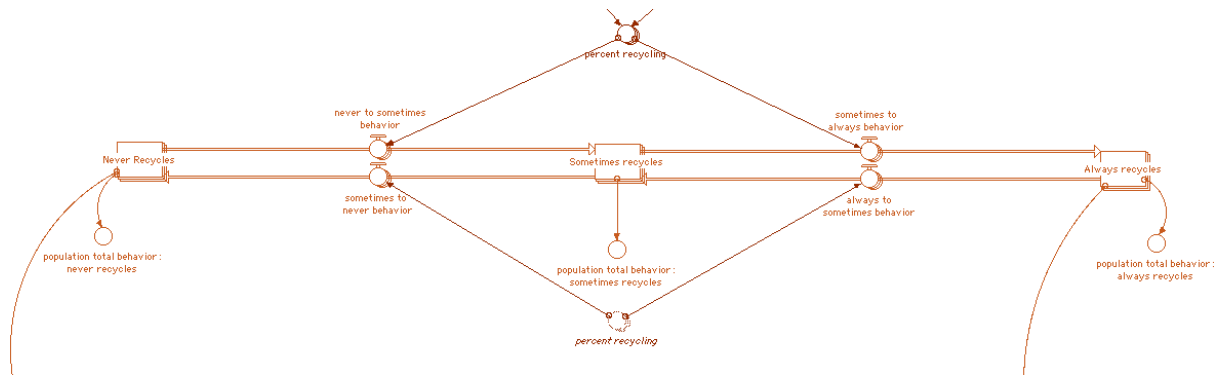 percent recycling
never to sometimes
behavior
sometimes to
always behavior
Never Recycles
Sometimes recycles
Always recycles
sometimes to
never behavior
always to
sometimes behavior
population total behavior :
never recycles
population total behavior :
sometimes recycles
population total behavior :
always recycles
percent recycling